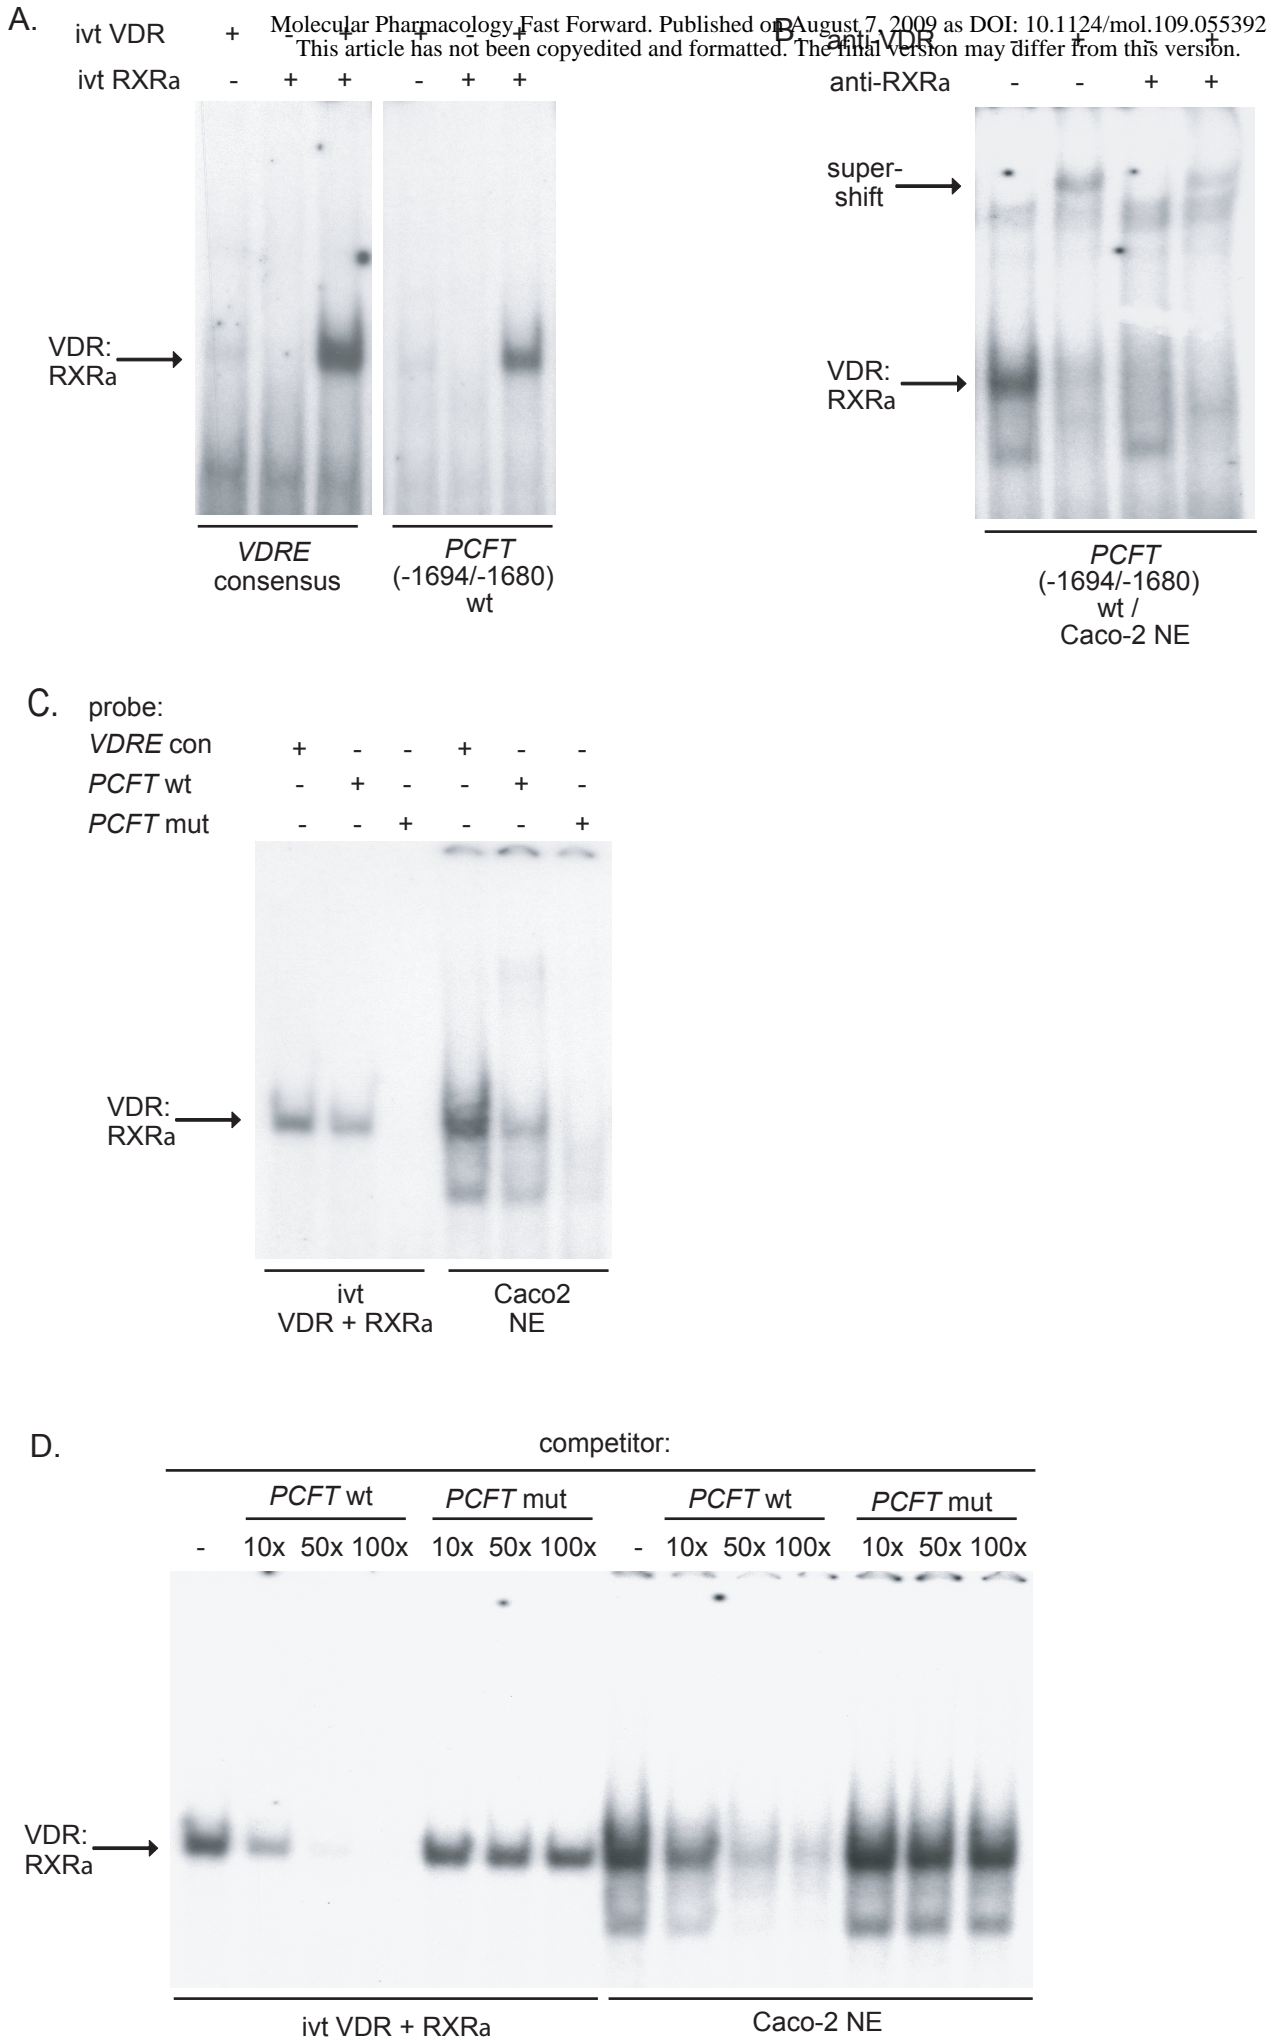 Molecular Pharmacology Fast Forward. Published on August 7, 2009 as DOI: 10.1124/mol.109.055392
This article has not been copyedited and formatted. The final version may differ from this version.
A.
ivt VDR + - + + - +
ivt RXRa - + + - + +
VDR:
RXRa
VDRE
consensus
PCFT
(-1694/-1680)
wt
B.
anti-VDR - + - +
anti-RXRa - - + +
super-
shift
VDR:
RXRa
PCFT
(-1694/-1680)
wt /
Caco-2 NE
C. probe:
VDRE con + - - + - -
PCFT wt - + - - + -
PCFT mut - - + - - +
VDR:
RXRa
ivt
VDR + RXRa
Caco2
NE
D.
competitor:
PCFT wt PCFT mut PCFT wt PCFT mut
- 10x 50x 100x 10x 50x 100x - 10x 50x 100x 10x 50x 100x
VDR:
RXRa
ivt VDR + RXRa Caco-2 NE